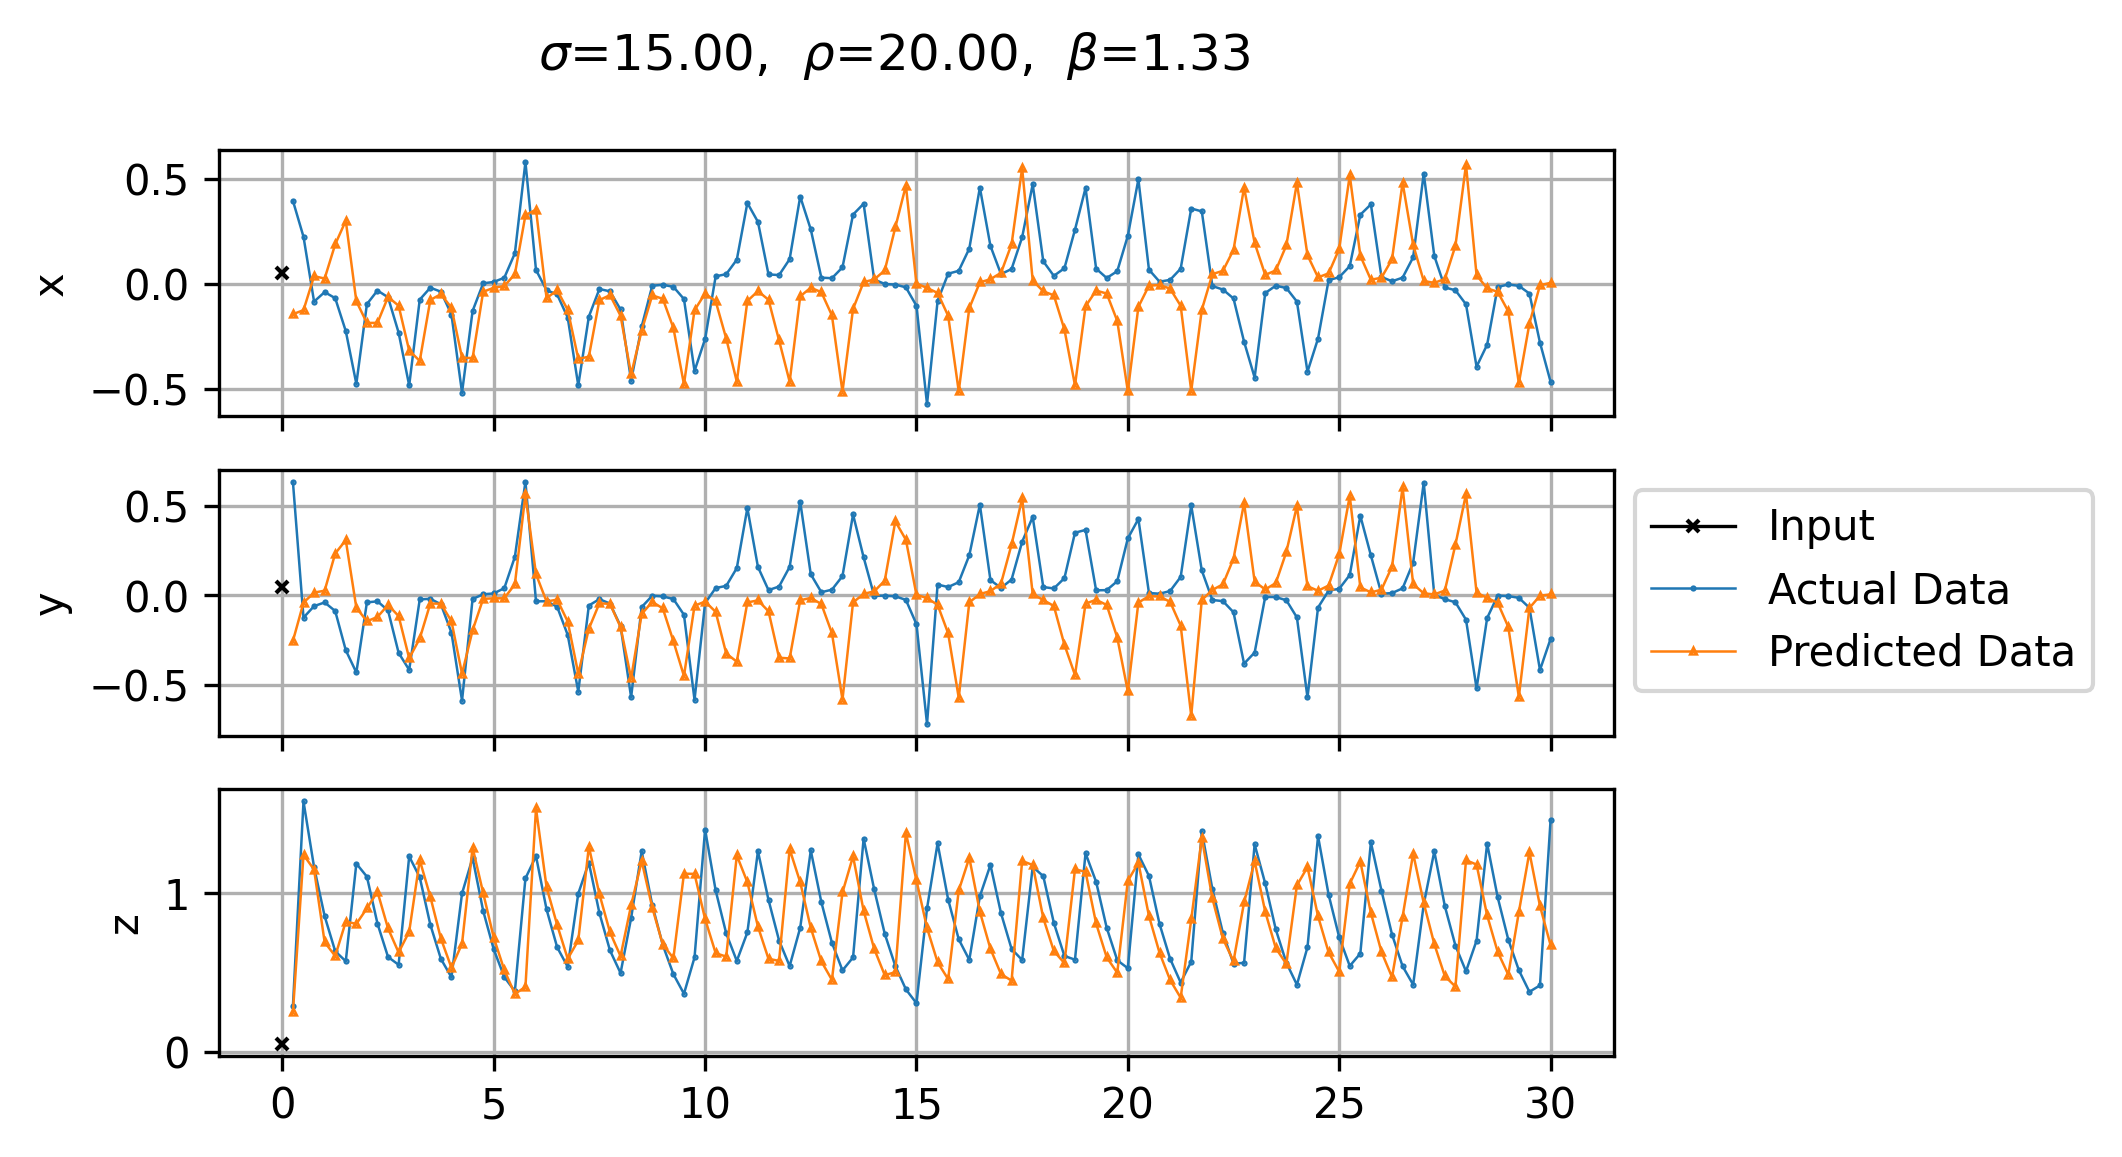 σ=15.00, ρ=20.00, β=1.33
x
0.5
0.0
−0.5
y
0.5
0.0
−0.5
Input
Actual Data
Predicted Data
z
1
0
0 5 10 15 20 25 30